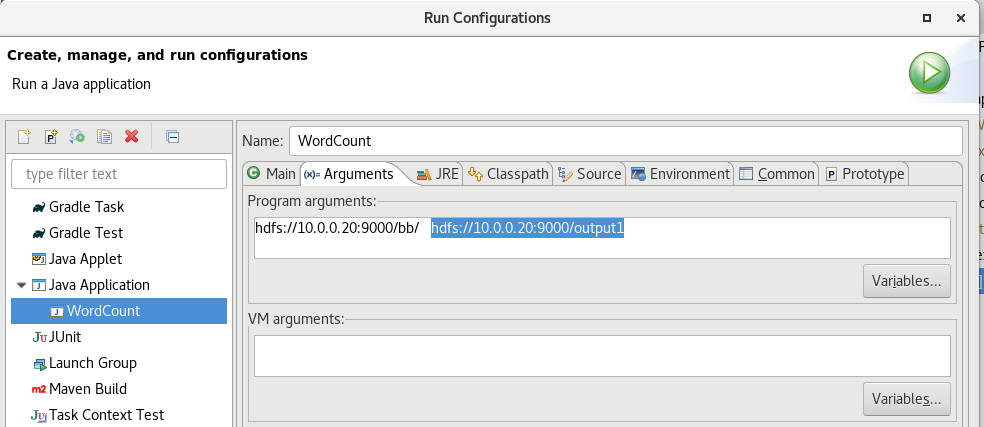 Run Configurations
Create, manage, and run configurations
Run a Java application
Name: WordCount
type filter text
Gradle Task
Gradle Test
Java Applet
Java Application
WordCount
JUnit
Launch Group
Maven Build
Task Context Test
Main (x)= Arguments JRE Classpath Source Environment Common Prototype
Program arguments:
hdfs://10.0.0.20:9000/bb/ hdfs://10.0.0.20:9000/output1
Variables...
VM arguments:
Variables...